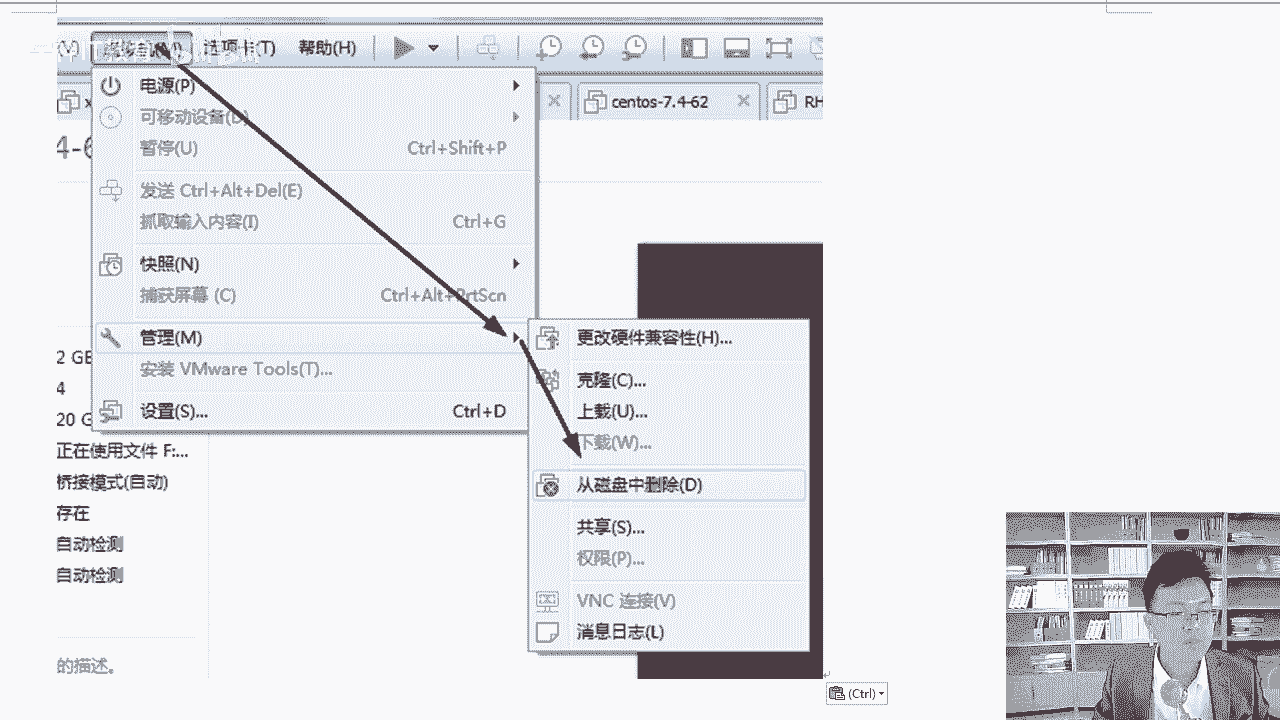 选项卡(T) 帮助(H)
电源(P)
可移动设备(D)
暂停(U) Ctrl+Shift+P
发送 Ctrl+Alt+Del(E)
抓取输入内容(I) Ctrl+G
快照(N)
捕获屏幕 (C) Ctrl+Alt+PrtScn
管理(M)
安装 VMware Tools(T)...
设置(S)... Ctrl+D
centos-7.4-62
RH
4-6
2 GB
4
20 G
正在使用文件 F:...
桥接模式(自动)
存在
自动检测
自动检测
的描述。
更改硬件兼容性(H)...
克隆(C)...
上载(U)...
下载(W)...
从磁盘中删除(D)
共享(S)...
权限(P)...
VNC 连接(V)
消息日志(L)
(Ctrl)